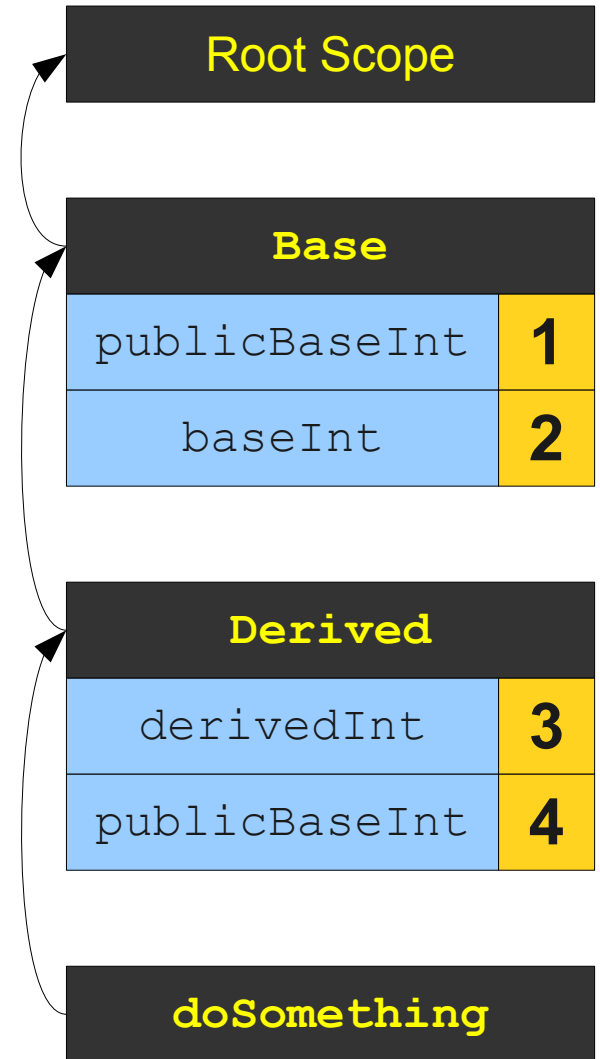 Root Scope
Base
publicBaseInt 1
baseInt 2
Derived
derivedInt 3
publicBaseInt 4
doSomething